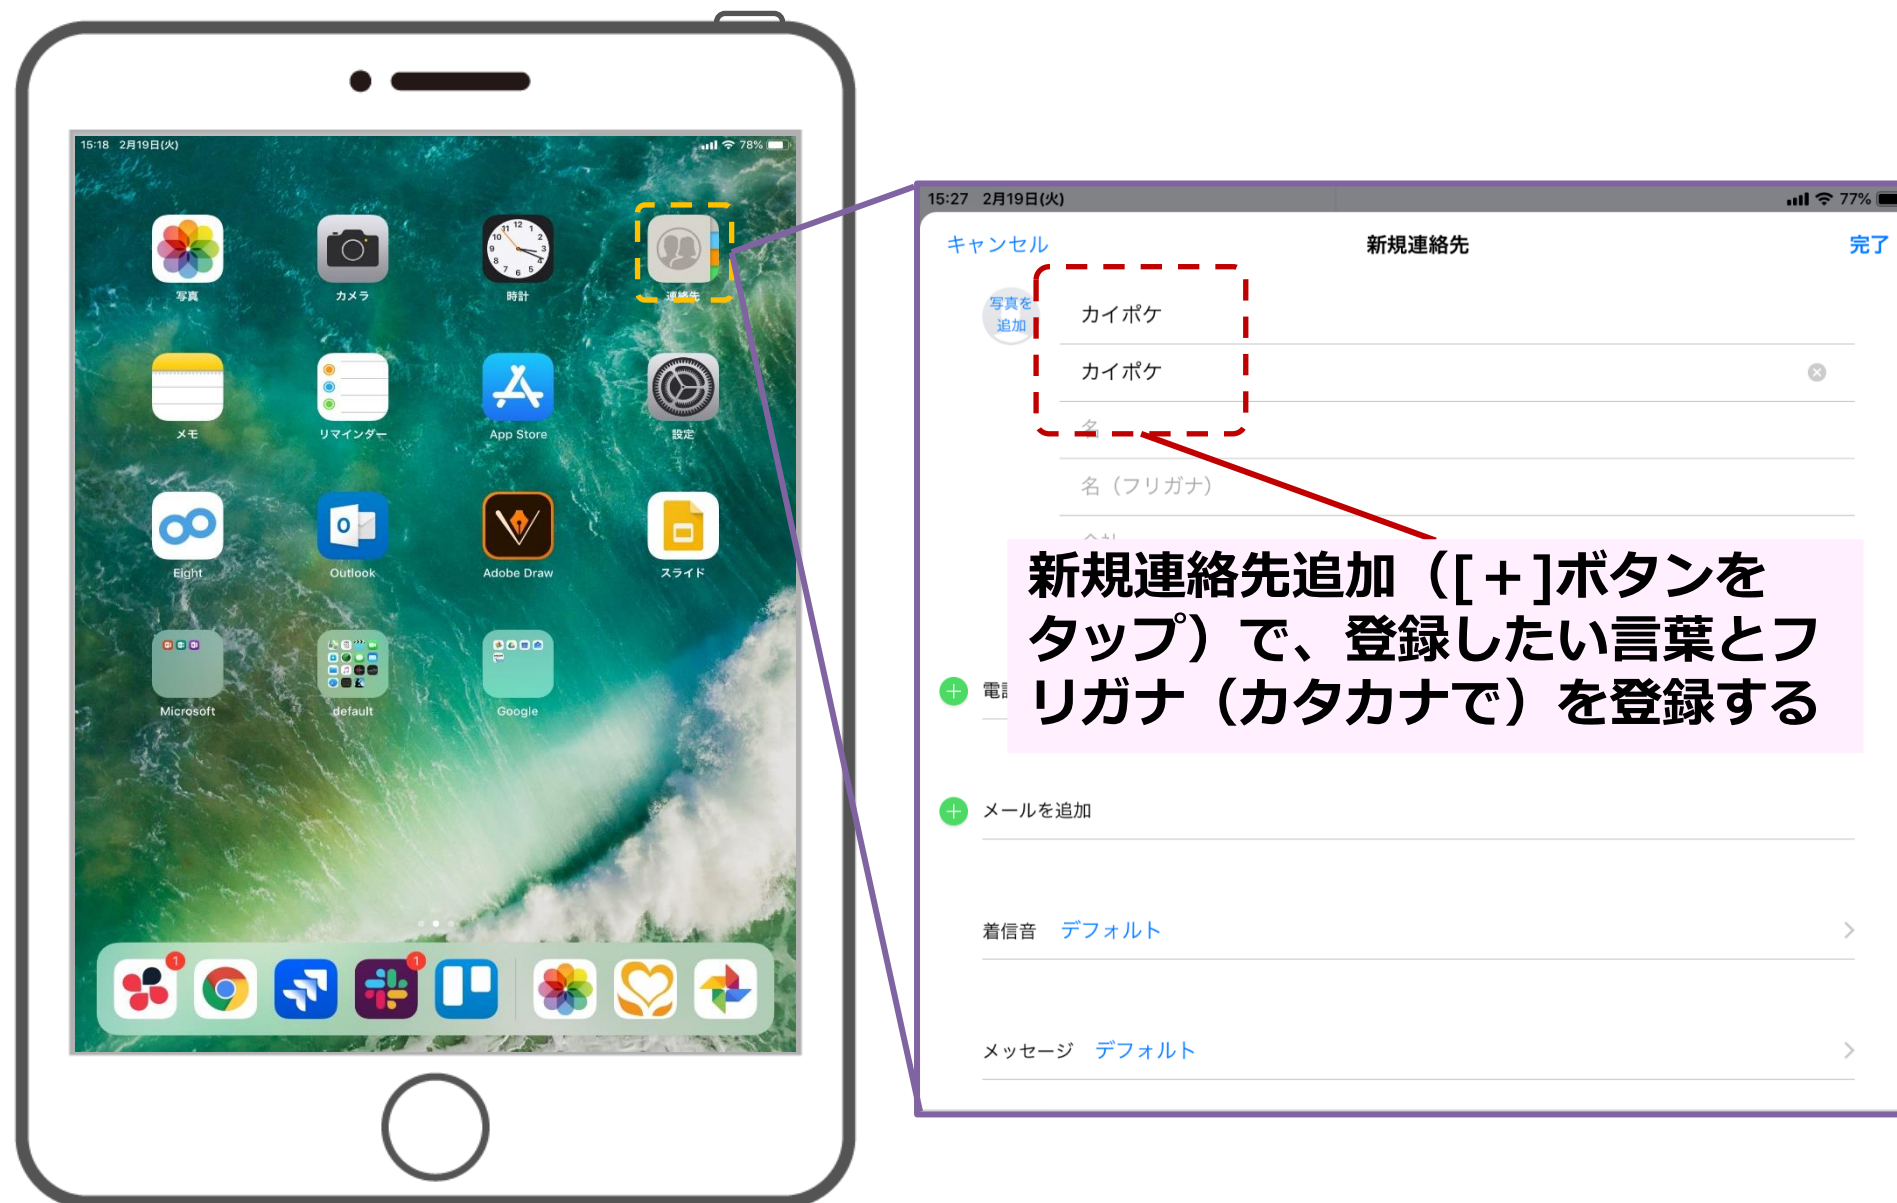 15:18 2月19日(火)
78%
写真
カメラ
時計
連絡先
メモ
リマインダー
App Store
設定
Eight
Outlook
Adobe Draw
スライド
Microsoft
default
Google
1
1
15:27 2月19日(火)
77%
キャンセル
新規連絡先
完了
写真を
追加
カイポケ
カイポケ
名
名（フリガナ）
新規連絡先追加（[+]ボタンを
タップ）で、登録したい言葉とフ
リガナ（カタカナで）を登録する
メールを追加
着信音 デフォルト
メッセージ デフォルト